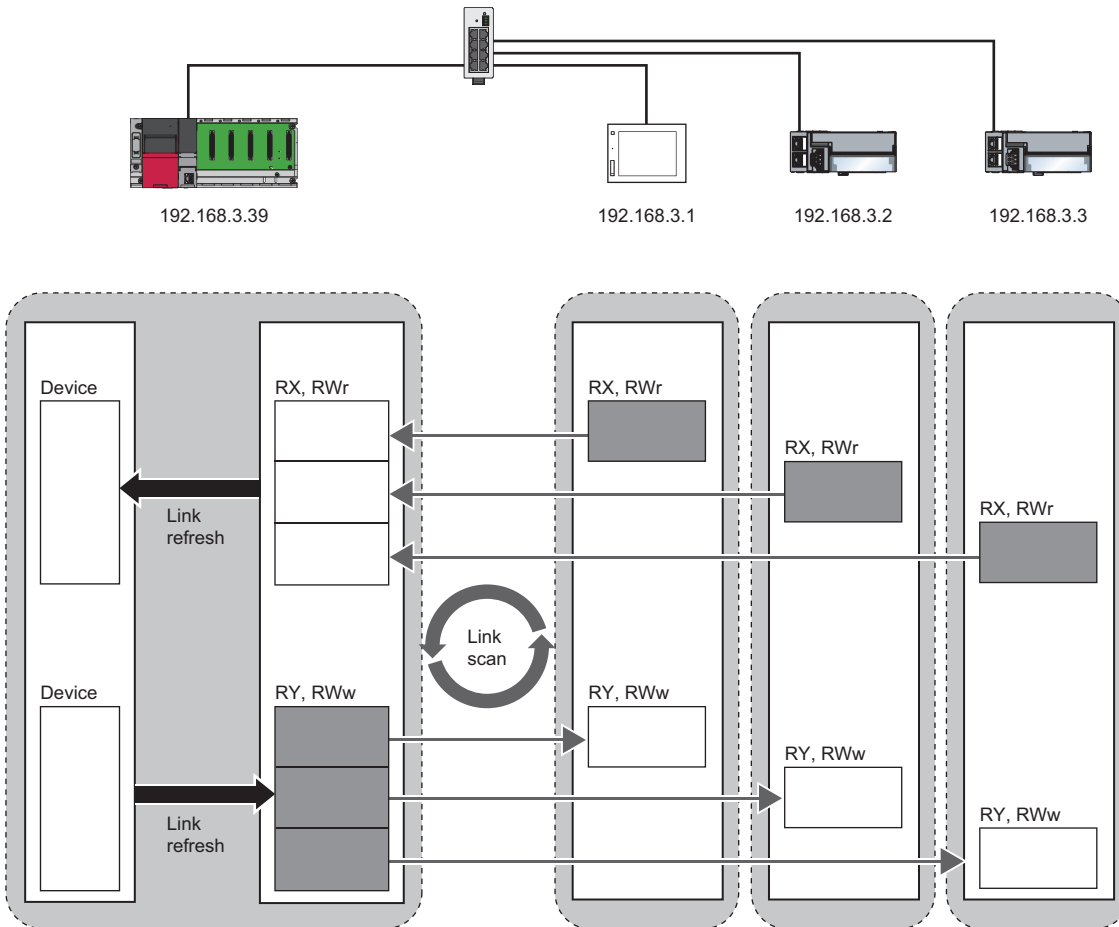 192.168.3.39
192.168.3.1
192.168.3.2
192.168.3.3
Device
RX, RWr
RX, RWr
RX, RWr
RX, RWr
Link
refresh
Link
scan
Device
RY, RWw
RY, RWw
RY, RWw
RY, RWw
Link
refresh